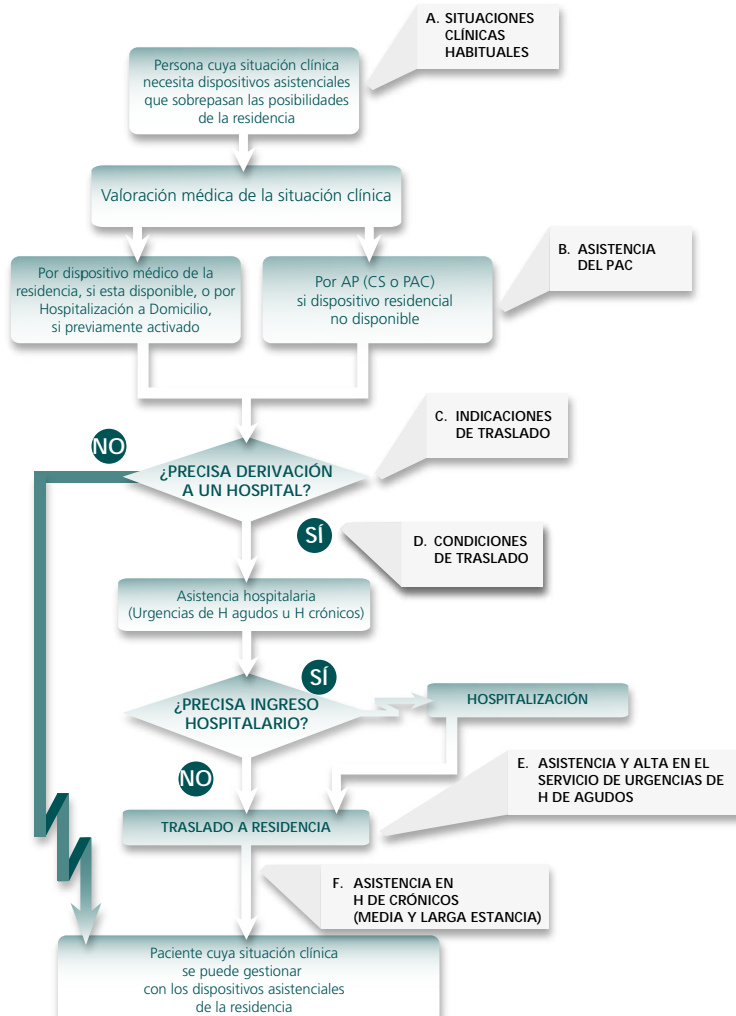 A. SITUACIONES
CLÍNICAS
HABITUALES
Persona cuya situación clínica
necesita dispositivos asistenciales
que sobrepasan las posibilidades
de la residencia
Valoración médica de la situación clínica
Por dispositivo médico de la
residencia, si esta disponible, o por
Hospitalización a Domicilio,
si previamente activado
Por AP (CS o PAC)
si dispositivo residencial
no disponible
B. ASISTENCIA
DEL PAC
C. INDICACIONES
DE TRASLADO
NO
¿PRECISA DERIVACIÓN
A UN HOSPITAL?
SÍ
D. CONDICIONES
DE TRASLADO
Asistencia hospitalaria
(Urgencias de H agudos u H crónicos)
SÍ
¿PRECISA INGRESO
HOSPITALARIO?
HOSPITALIZACIÓN
NO
E. ASISTENCIA Y ALTA EN EL
SERVICIO DE URGENCIAS DE
H DE AGUDOS
TRASLADO A RESIDENCIA
F. ASISTENCIA EN
H DE CRÓNICOS
(MEDIA Y LARGA ESTANCIA)
Paciente cuya situación clínica
se puede gestionar
con los dispositivos asistenciales
de la residencia